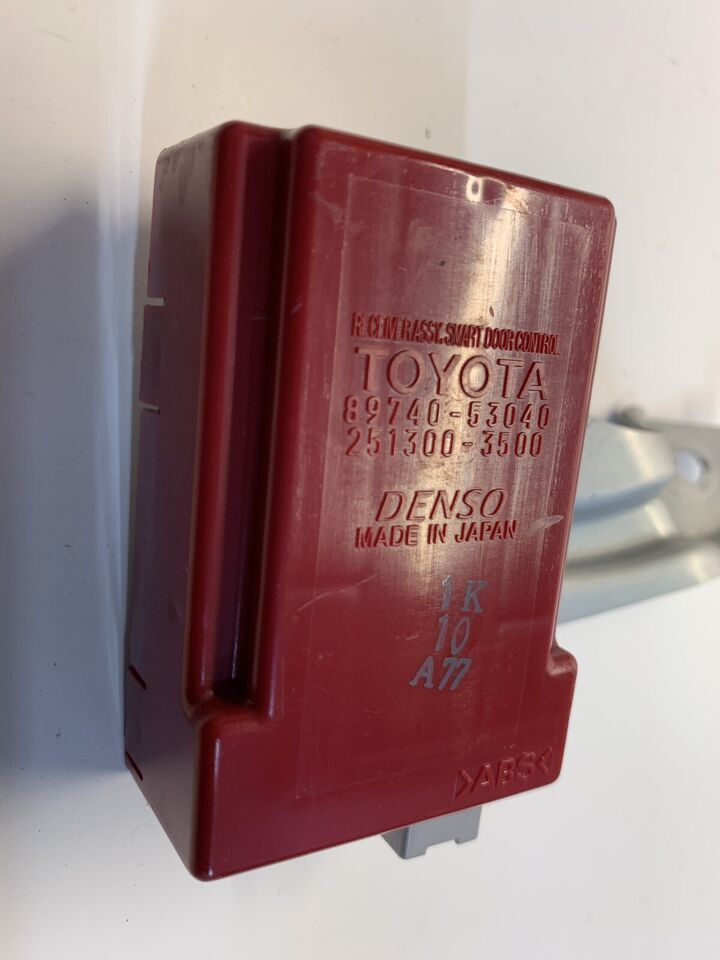 RECEIVER ASSY, SMART DOOR CONTROL
TOYOTA
89740-53040
251300-3500
DENSO
MADE IN JAPAN
1K
10
A77
>ABS<